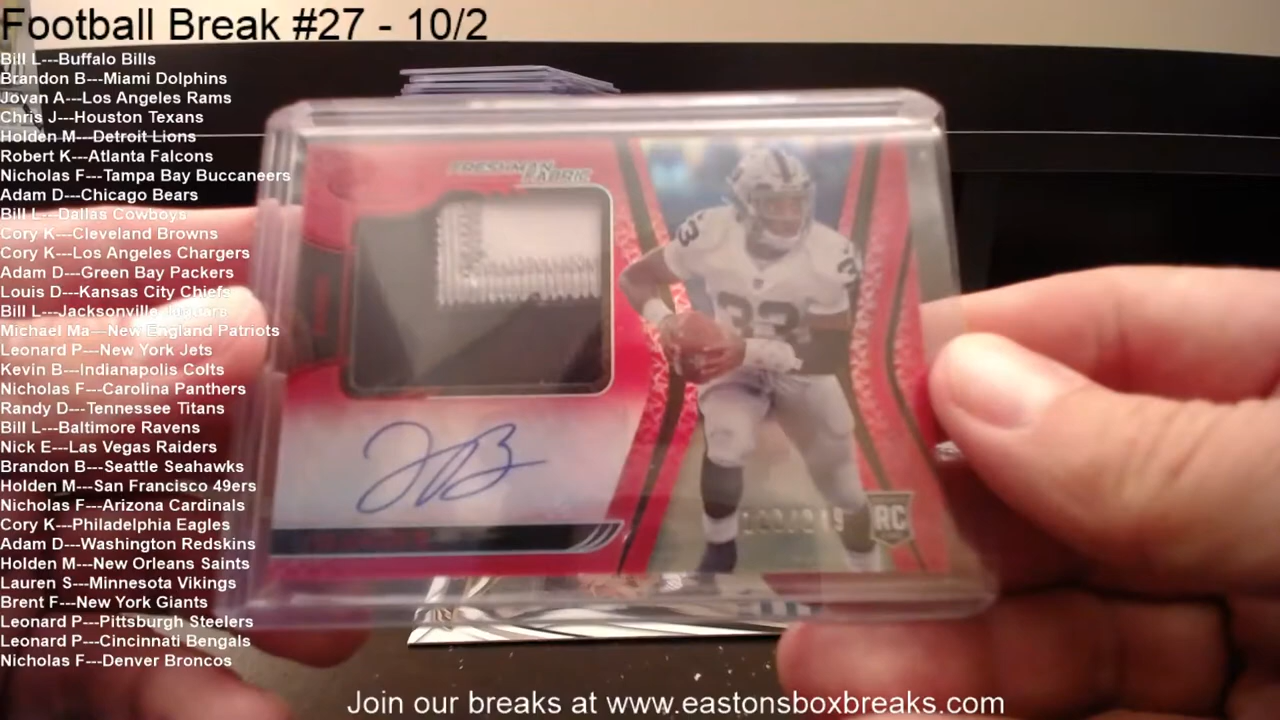 Football Break #27 - 10/2
Bill L---Buffalo Bills
Brandon B---Miami Dolphins
Jovan A---Los Angeles Rams
Chris J---Houston Texans
Holden M---Detroit Lions
Robert K---Atlanta Falcons
Nicholas F---Tampa Bay Buccaneers
Adam D---Chicago Bears
Bill L---Dallas Cowboys
Cory K---Cleveland Browns
Cory K---Los Angeles Chargers
Adam D---Green Bay Packers
Louis D---Kansas City Chiefs
Bill L---Jacksonville Jaguars
Michael Ma---New England Patriots
Leonard P---New York Jets
Kevin B---Indianapolis Colts
Nicholas F---Carolina Panthers
Randy D---Tennessee Titans
Bill L---Baltimore Ravens
Nick E---Las Vegas Raiders
Brandon B---Seattle Seahawks
Holden M---San Francisco 49ers
Nicholas F---Arizona Cardinals
Cory K---Philadelphia Eagles
Adam D---Washington Redskins
Holden M---New Orleans Saints
Lauren S---Minnesota Vikings
Brent F---New York Giants
Leonard P---Pittsburgh Steelers
Leonard P---Cincinnati Bengals
Nicholas F---Denver Broncos
FRESHMAN
FABRIC
33
33
RC
Join our breaks at www.eastonsboxbreaks.com